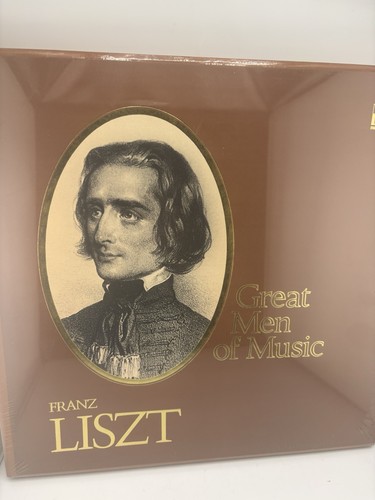 Great
Men
of Music
FRANZ
LISZT